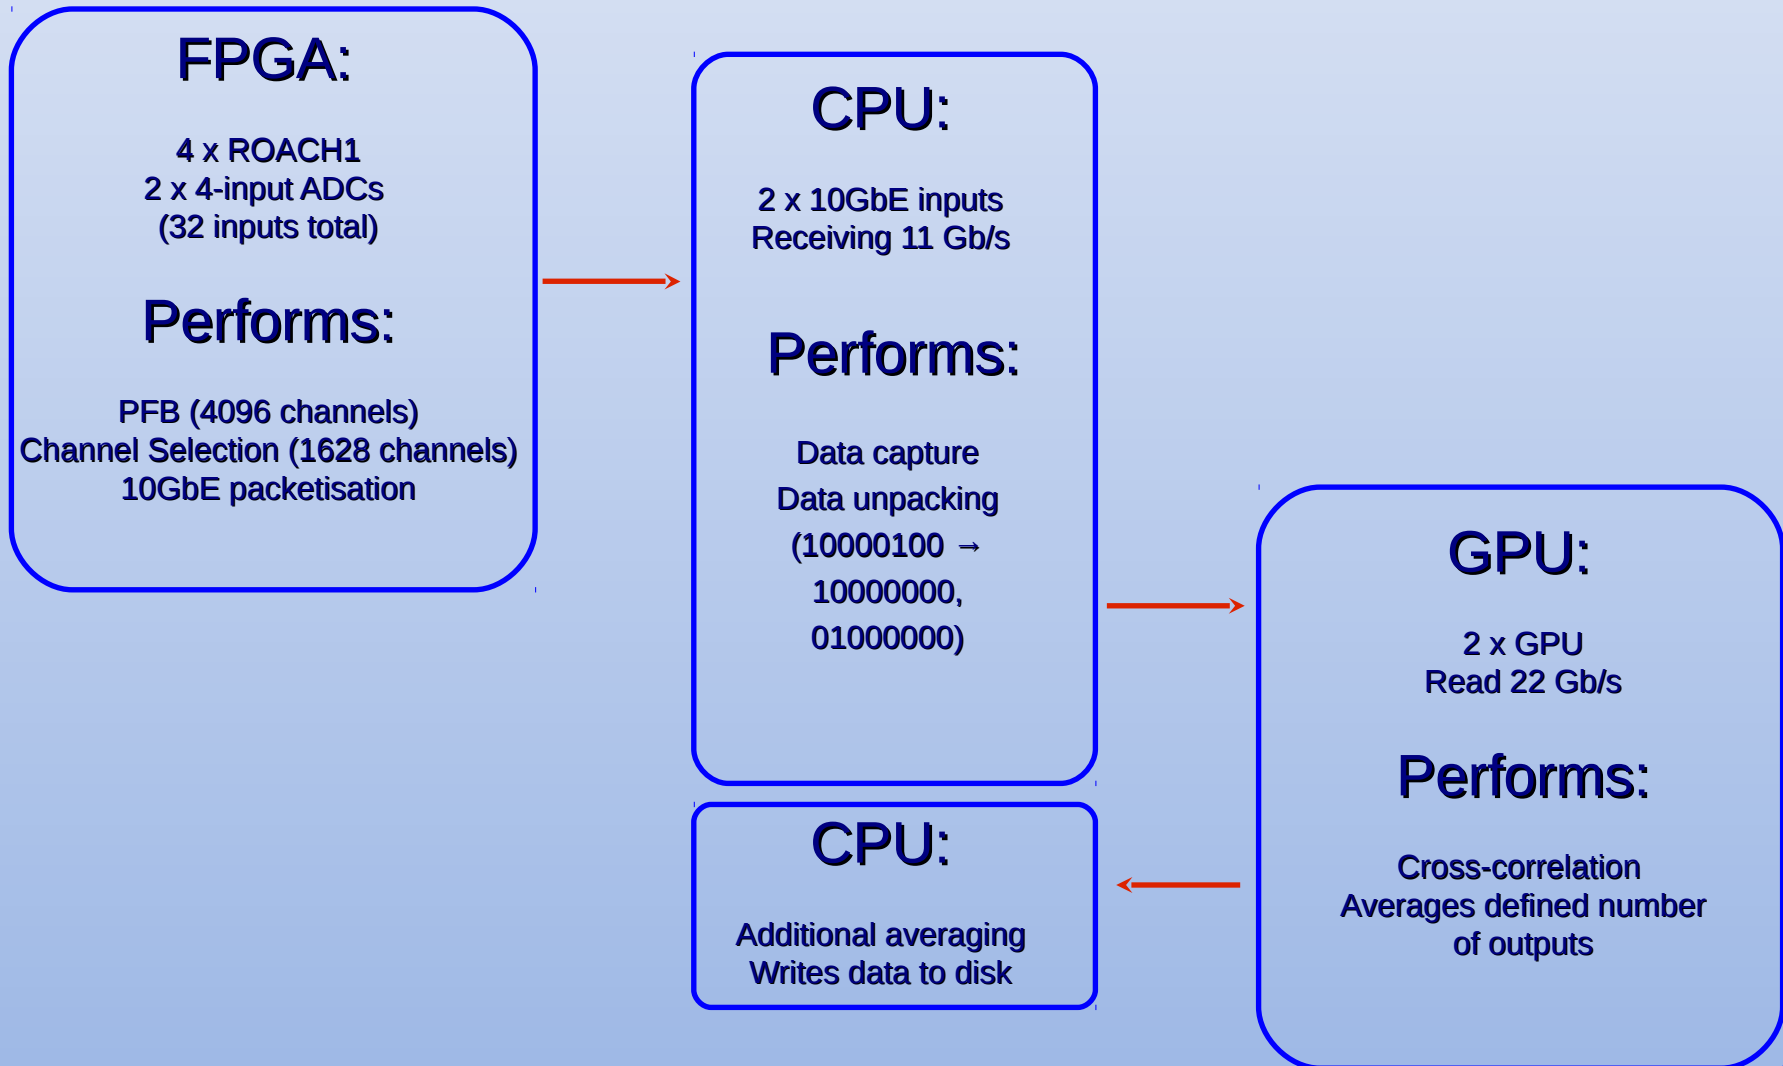 FPGA:
4 x ROACH1
2 x 4-input ADCs
(32 inputs total)
Performs:
PFB (4096 channels)
Channel Selection (1628 channels)
10GbE packetisation
CPU:
2 x 10GbE inputs
Receiving 11 Gb/s
Performs:
Data capture
Data unpacking
(10000100 →
10000000,
01000000)
GPU:
2 x GPU
Read 22 Gb/s
Performs:
Cross-correlation
Averages defined number
of outputs
CPU:
Additional averaging
Writes data to disk